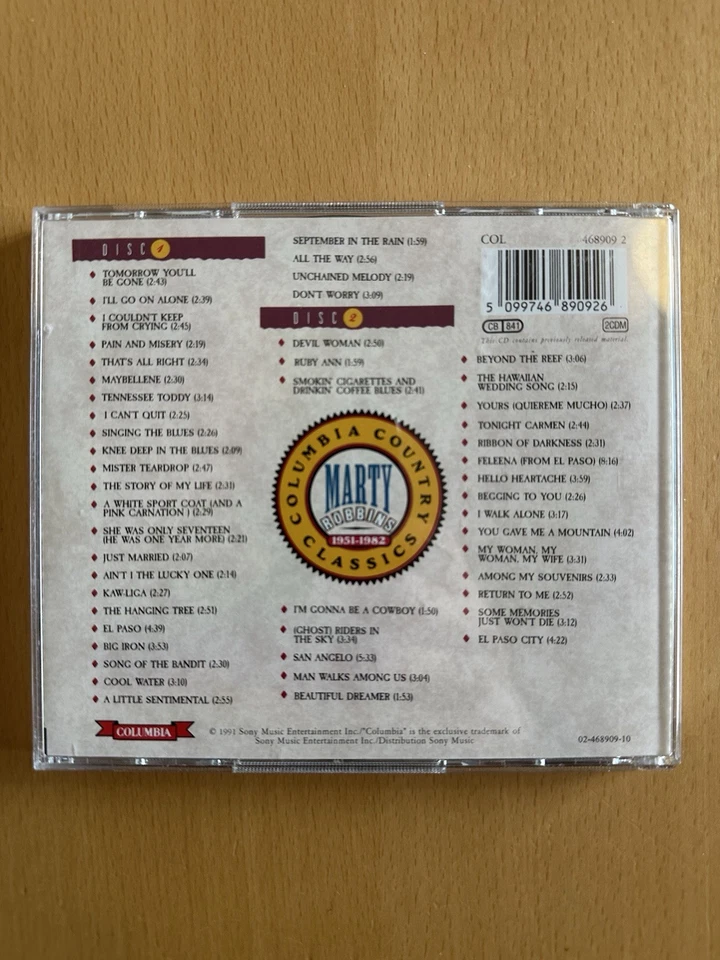 DISC 1
TOMORROW YOU'LL
BE GONE (2:43)
I'LL GO ON ALONE (2:39)
I COULDN'T KEEP
FROM CRYING (2:45)
PAIN AND MISERY (2:19)
THAT'S ALL RIGHT (2:34)
MAYBELLENE (2:30)
TENNESSEE TODDY (3:14)
I CAN'T QUIT (2:25)
SINGING THE BLUES (2:26)
KNEE DEEP IN THE BLUES (2:09)
MISTER TEARDROP (2:47)
THE STORY OF MY LIFE (2:31)
A WHITE SPORT COAT (AND A
PINK CARNATION ) (2:29)
SHE WAS ONLY SEVENTEEN
(HE WAS ONE YEAR MORE) (2:21)
JUST MARRIED (2:07)
AIN'T I THE LUCKY ONE (2:14)
KAW-LIGA (2:27)
THE HANGING TREE (2:51)
EL PASO (4:39)
BIG IRON (3:53)
SONG OF THE BANDIT (2:30)
COOL WATER (3:10)
A LITTLE SENTIMENTAL (2:55)
SEPTEMBER IN THE RAIN (1:59)
ALL THE WAY (2:56)
UNCHAINED MELODY (2:19)
DON'T WORRY (3:09)
DISC 2
DEVIL WOMAN (2:50)
RUBY ANN (1:59)
SMOKIN' CIGARETTES AND
DRINKIN' COFFEE BLUES (2:41)
COLUMBIA COUNTRY
MARTY
ROBBINS
1951-1982
CLASSICS
I'M GONNA BE A COWBOY (1:50)
(GHOST) RIDERS IN
THE SKY (3:34)
SAN ANGELO (5:33)
MAN WALKS AMONG US (3:04)
BEAUTIFUL DREAMER (1:53)
COL 468909 2
5 099746 890926
CB 841 2CDM
This CD contains previously released material.
BEYOND THE REEF (3:06)
THE HAWAIIAN
WEDDING SONG (2:15)
YOURS (QUIEREME MUCHO) (2:37)
TONIGHT CARMEN (2:44)
RIBBON OF DARKNESS (2:31)
FELEENA (FROM EL PASO) (8:16)
HELLO HEARTACHE (3:59)
BEGGING TO YOU (2:26)
I WALK ALONE (3:17)
YOU GAVE ME A MOUNTAIN (4:02)
MY WOMAN, MY
WOMAN, MY WIFE (3:31)
AMONG MY SOUVENIRS (2:33)
RETURN TO ME (2:52)
SOME MEMORIES
JUST WON'T DIE (3:12)
EL PASO CITY (4:22)
COLUMBIA
© 1991 Sony Music Entertainment Inc./"Columbia" is the exclusive trademark of
Sony Music Entertainment Inc./Distribution Sony Music
02-468909-10